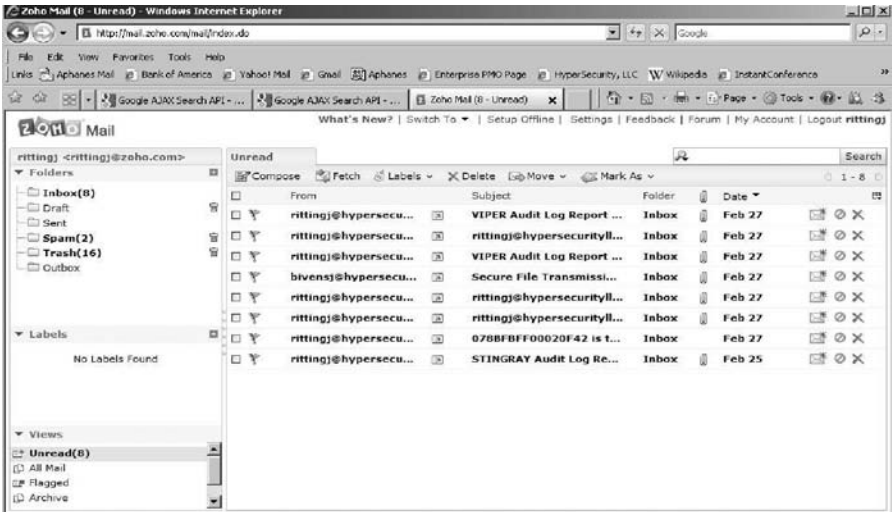 Zoho Mail (8 - Unread) - Windows Internet Explorer
http://mail.zoho.com/mail/index.do
Google
File Edit View Favorites Tools Help
Links Aphanes Mail Bank of America Yahoo! Mail Gmail Aphanes Enterprise PMO Page HyperSecurity, LLC Wikipedia InstantConference
Google AJAX Search API - ... Google AJAX Search API - ... Zoho Mail (8 - Unread) Page Tools
ZOHO Mail
What's New? | Switch To | Setup Offline | Settings | Feedback | Forum | My Account | Logout rittingj
rittingj <rittingj@zoho.com> Unread Search
Folders
Compose Fetch Labels Delete Move Mark As 1 - 8
Inbox(8)
Draft
Sent
Spam(2)
Trash(16)
Outbox
From Subject Folder Date
rittingj@hypersecu... VIPER Audit Log Report ... Inbox Feb 27
rittingj@hypersecu... rittingj@hypersecurityll... Inbox Feb 27
rittingj@hypersecu... VIPER Audit Log Report ... Inbox Feb 27
bivensj@hypersecu... Secure File Transmissi... Inbox Feb 27
rittingj@hypersecu... rittingj@hypersecurityll... Inbox Feb 27
rittingj@hypersecu... rittingj@hypersecurityll... Inbox Feb 27
rittingj@hypersecu... 078BFBFF00020F42 is t... Inbox Feb 27
rittingj@hypersecu... STINGRAY Audit Log Re... Inbox Feb 25
Labels
No Labels Found
Views
Unread(8)
All Mail
Flagged
Archive